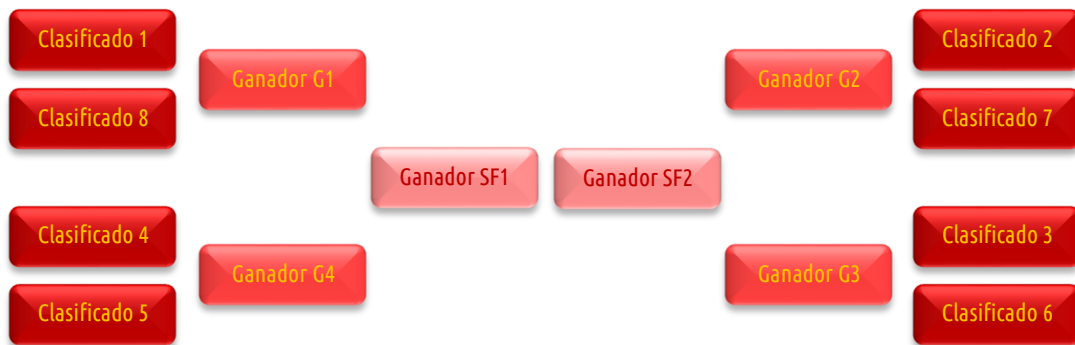 Clasificado 1
Clasificado 8
Ganador G1
Clasificado 4
Clasificado 5
Ganador G4
Ganador SF1
Ganador SF2
Ganador G2
Clasificado 2
Clasificado 7
Ganador G3
Clasificado 3
Clasificado 6